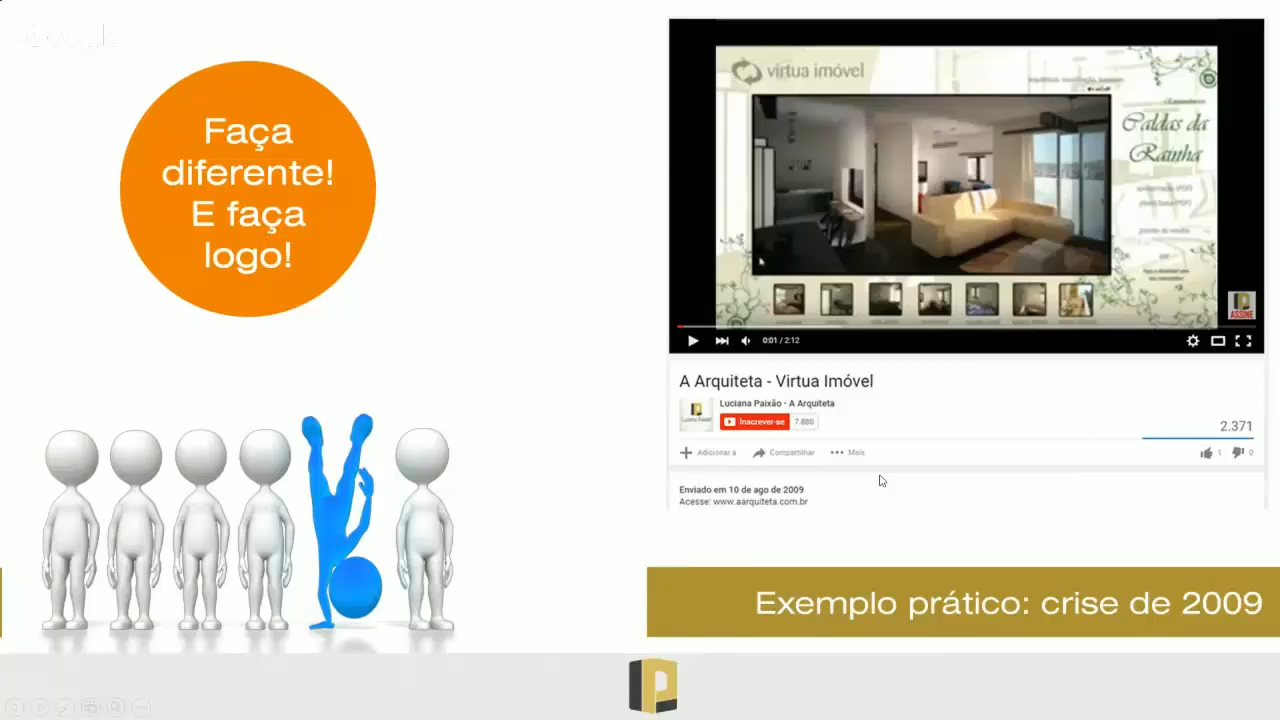 Google
Faça
diferente!
E faça
logo!
virtua imóvel
Caldas da
Rainha
ASSINE
0:01 / 2:12
A Arquiteta - Virtua Imóvel
Luciana Paixão - A Arquiteta
Inscrever-se 7.880
2.371
Adicionar a Compartilhar Mais
1 0
Enviado em 10 de ago de 2009
Acesse: www.aarquiteta.com.br
Exemplo prático: crise de 2009